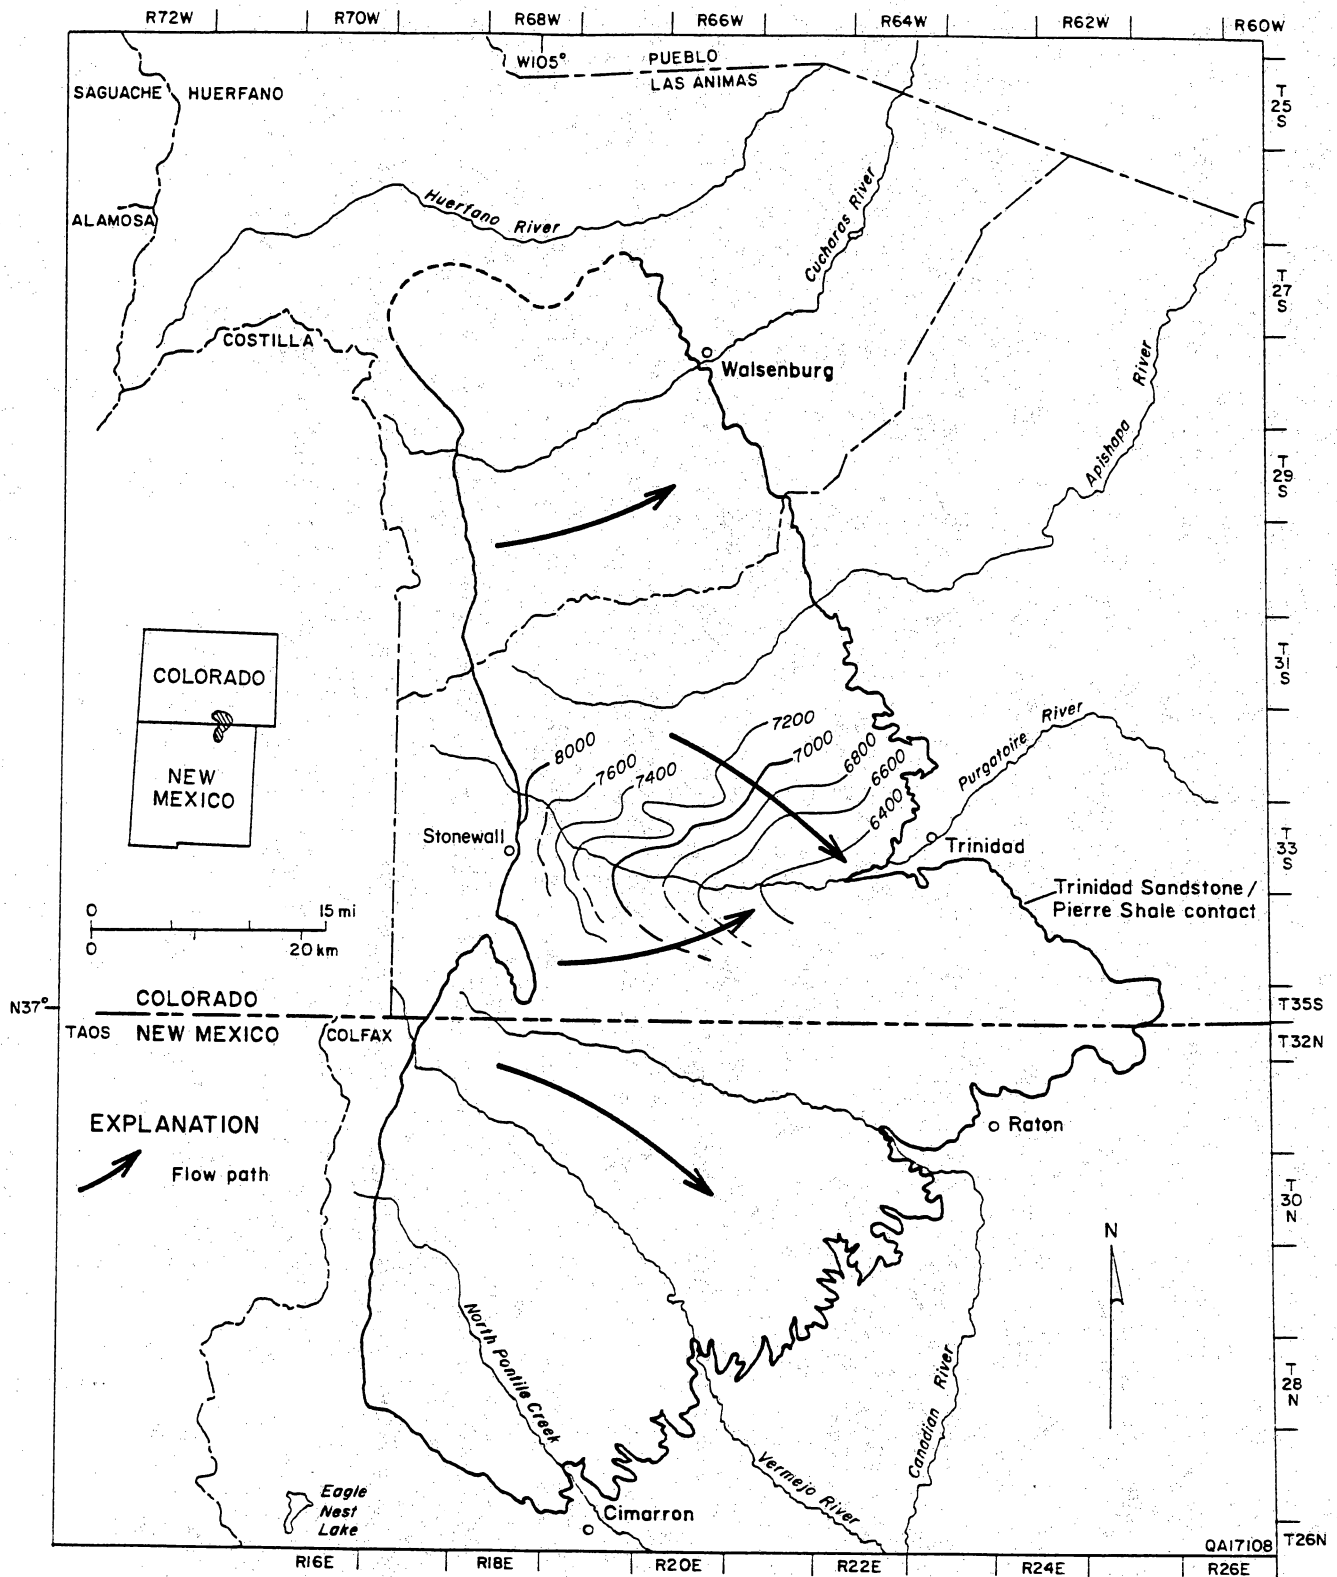 R72W
R70W
R68W
R66W
R64W
R62W
R60W
W105°
PUEBLO
LAS ANIMAS
SAGUACHE
HUERFANO
T
25
S
ALAMOSA
Huerfano River
Cucharas River
T
27
S
COSTILLA
Walsenburg
Apishapa River
T
29
S
COLORADO
NEW
MEXICO
T
31
S
8000
7600
7400
7200
7000
6800
6600
6400
Purgatoire River
Stonewall
Trinidad
T
33
S
Trinidad Sandstone/
Pierre Shale contact
0
15 mi
0
20 km
N37°
COLORADO
T35S
TAOS
NEW MEXICO
COLFAX
T32N
EXPLANATION
Flow path
Raton
T
30
N
N
North Pontile Creek
Canadian River
T
28
N
Vermejo River
Eagle
Nest
Lake
Cimarron
QA17108
T26N
R16E
R18E
R20E
R22E
R24E
R26E